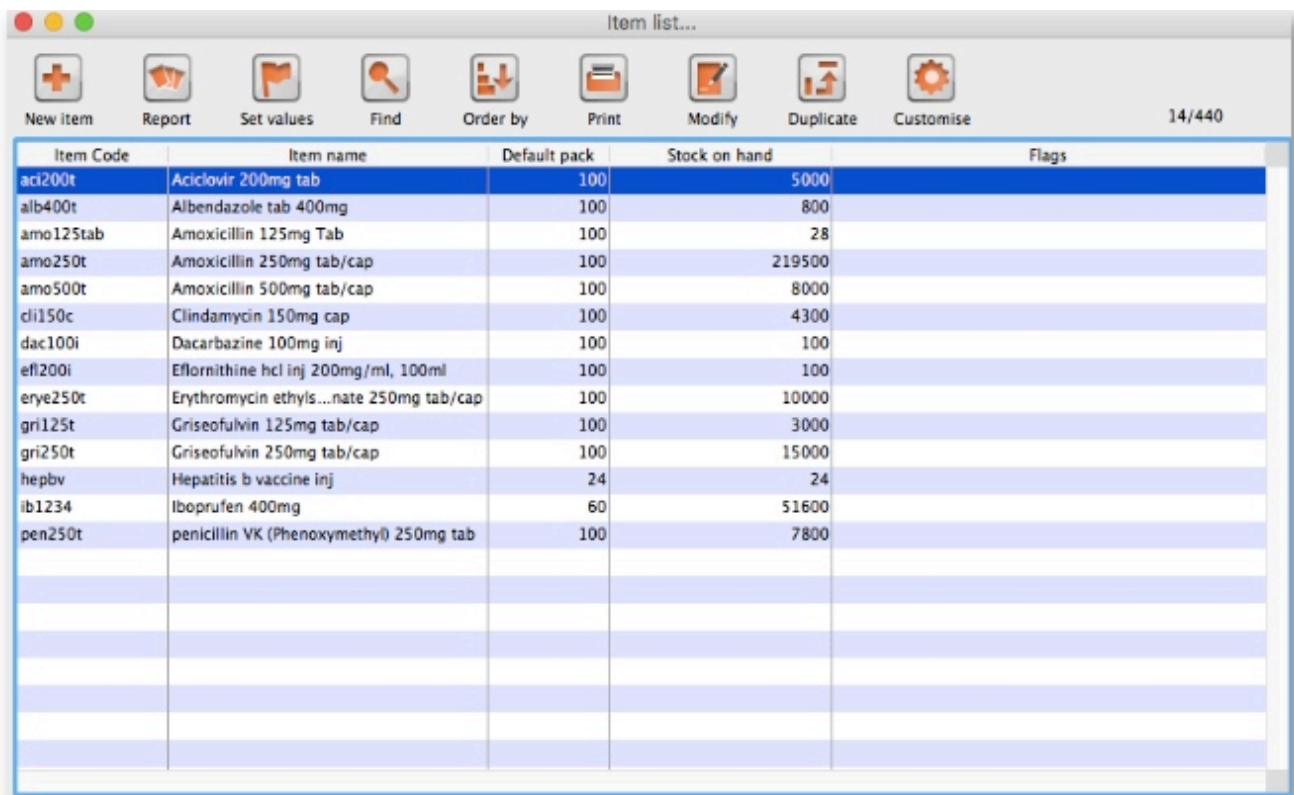 Item list...
New item Report Set values Find Order by Print Modify Duplicate Customise 14/440
Item Code Item name Default pack Stock on hand Flags
aci200t Aciclovir 200mg tab 100 5000
alb400t Albendazole tab 400mg 100 800
amo125tab Amoxicillin 125mg Tab 100 28
amo250t Amoxicillin 250mg tab/cap 100 219500
amo500t Amoxicillin 500mg tab/cap 100 8000
cli150c Clindamycin 150mg cap 100 4300
dac100i Dacarbazine 100mg inj 100 100
efl200i Eflornithine hcl inj 200mg/ml, 100ml 100 100
erye250t Erythromycin ethyls...nate 250mg tab/cap 100 10000
gri125t Griseofulvin 125mg tab/cap 100 3000
gri250t Griseofulvin 250mg tab/cap 100 15000
hepbv Hepatitis b vaccine inj 24 24
ib1234 Iboprufen 400mg 60 51600
pen250t penicillin VK (Phenoxymethyl) 250mg tab 100 7800